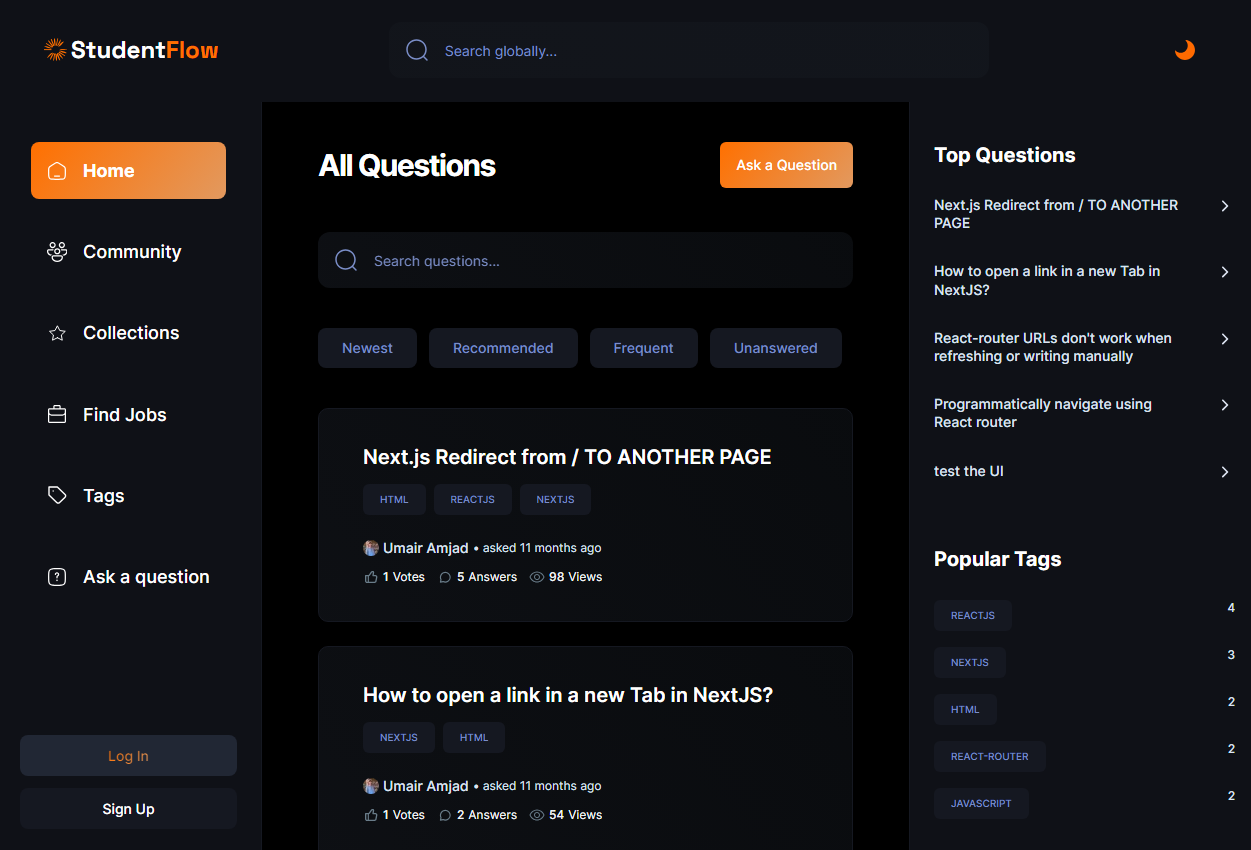 StudentFlow
Search globally...
Home
Community
Collections
Find Jobs
Tags
Ask a question
Log In
Sign Up
All Questions
Ask a Question
Search questions...
Newest Recommended Frequent Unanswered
Next.js Redirect from / TO ANOTHER PAGE
HTML REACTJS NEXTJS
Umair Amjad • asked 11 months ago
1 Votes 5 Answers 98 Views
How to open a link in a new Tab in NextJS?
NEXTJS HTML
Umair Amjad • asked 11 months ago
1 Votes 2 Answers 54 Views
Top Questions
Next.js Redirect from / TO ANOTHER
PAGE
How to open a link in a new Tab in
NextJS?
React-router URLs don't work when
refreshing or writing manually
Programmatically navigate using
React router
test the UI
Popular Tags
REACTJS 4
NEXTJS 3
HTML 2
REACT-ROUTER 2
JAVASCRIPT 2